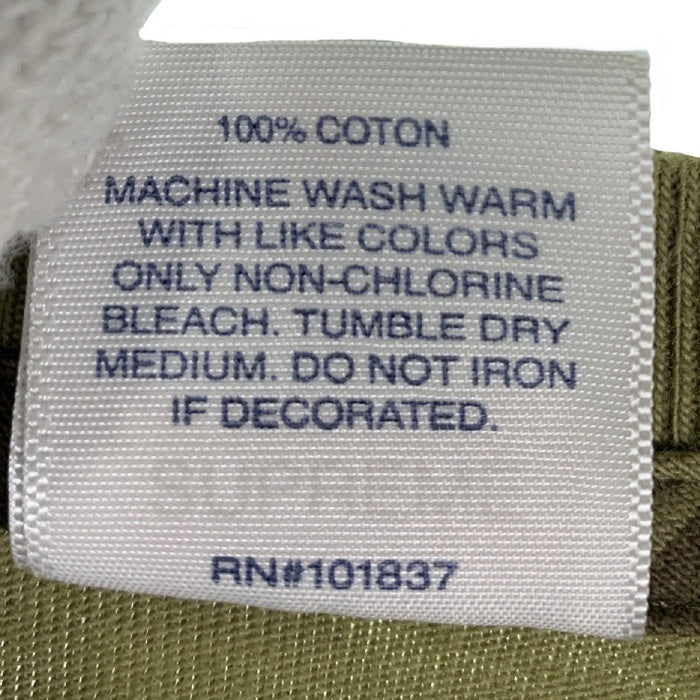 100% COTON
MACHINE WASH WARM
WITH LIKE COLORS
ONLY NON-CHLORINE
BLEACH. TUMBLE DRY
MEDIUM. DO NOT IRON
IF DECORATED.
RN#101837